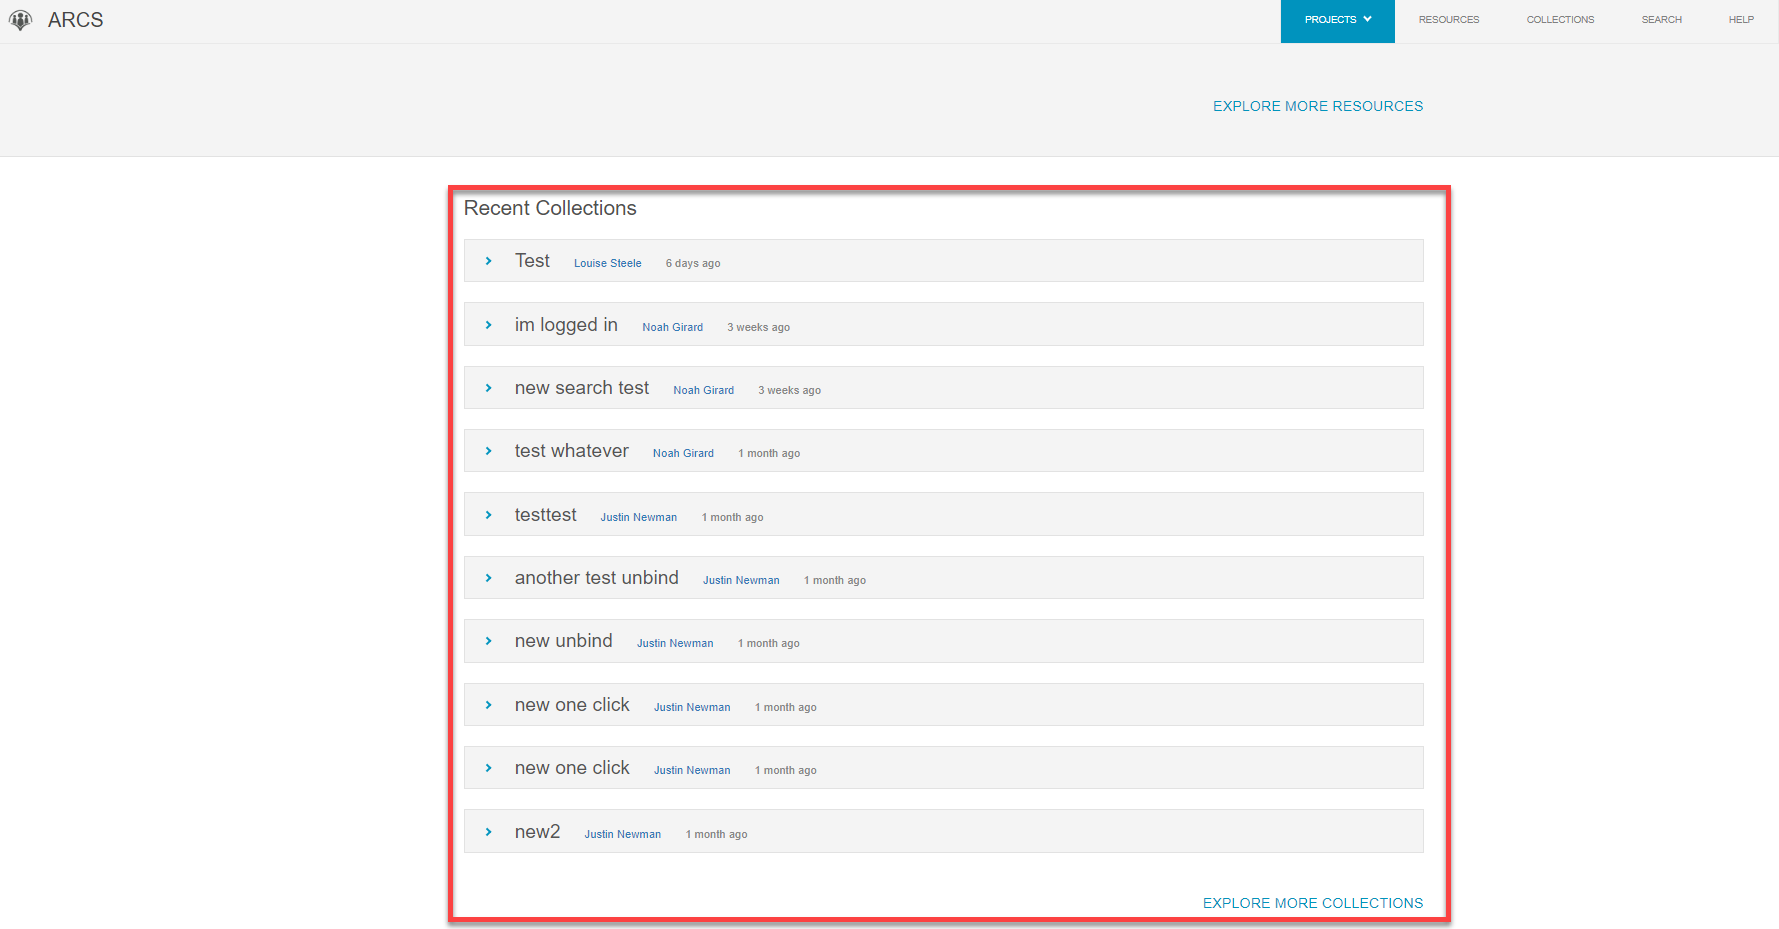 ARCS PROJECTS RESOURCES COLLECTIONS SEARCH HELP
EXPLORE MORE RESOURCES
Recent Collections
Test Louise Steele 6 days ago
im logged in Noah Girard 3 weeks ago
new search test Noah Girard 3 weeks ago
test whatever Noah Girard 1 month ago
testtest Justin Newman 1 month ago
another test unbind Justin Newman 1 month ago
new unbind Justin Newman 1 month ago
new one click Justin Newman 1 month ago
new one click Justin Newman 1 month ago
new2 Justin Newman 1 month ago
EXPLORE MORE COLLECTIONS